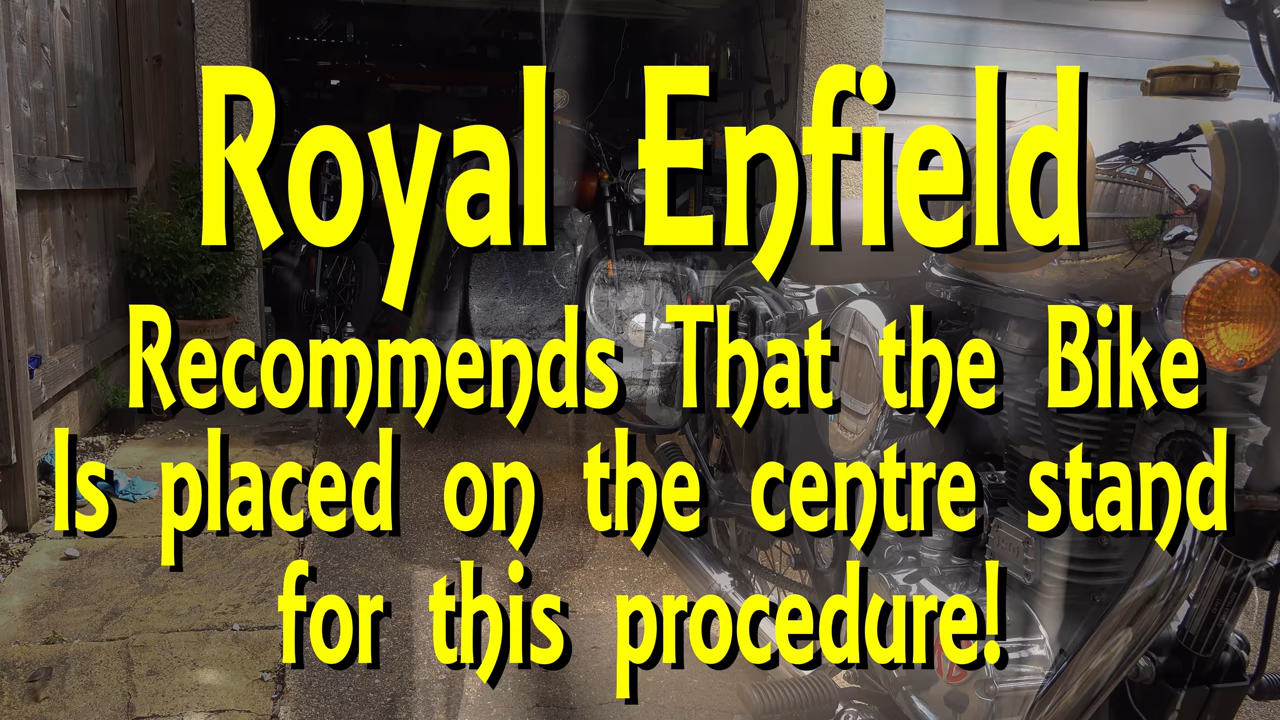 Royal Enfield
Recommends That the Bike
Is placed on the centre stand
for this procedure!